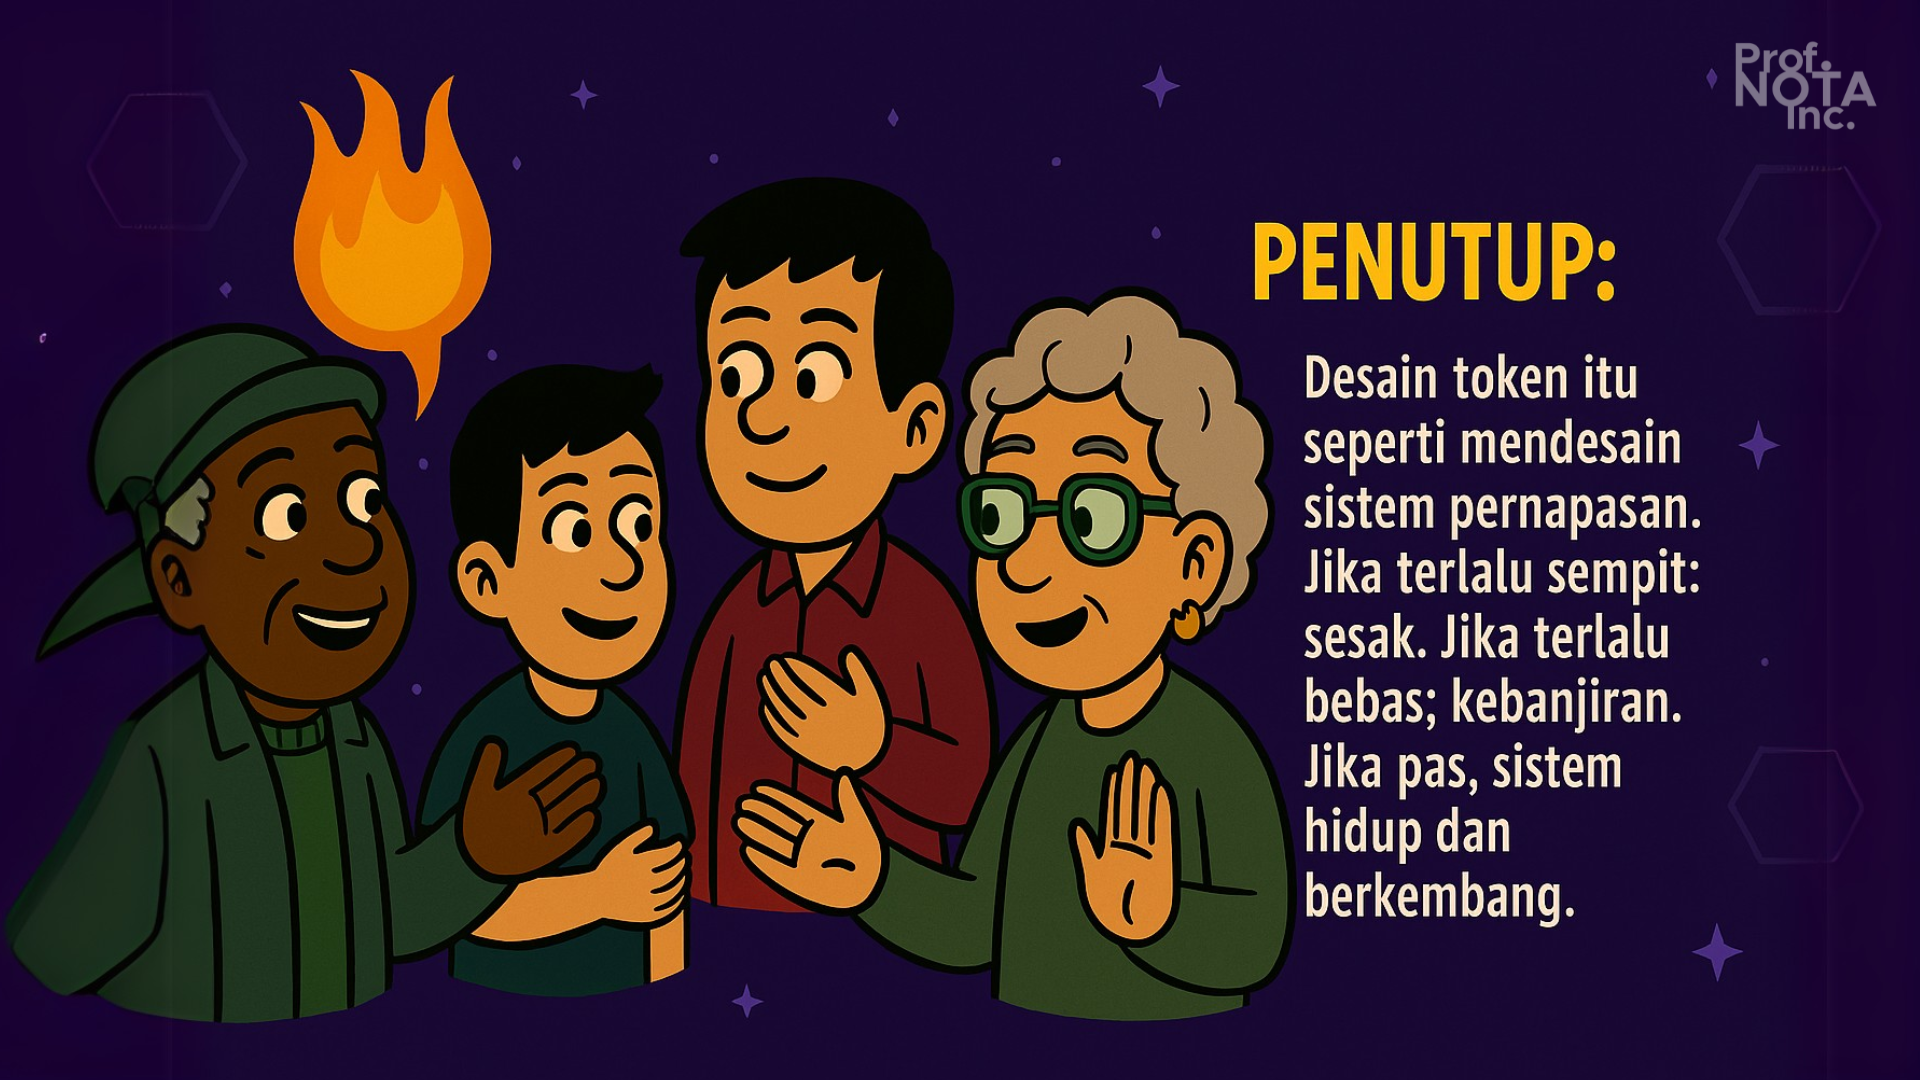 Prof.
NOTA
Inc.
PENUTUP:
Desain token itu
seperti mendesain
sistem pernapasan.
Jika terlalu sempit:
sesak. Jika terlalu
bebas; kebanjiran.
Jika pas, sistem
hidup dan
berkembang.